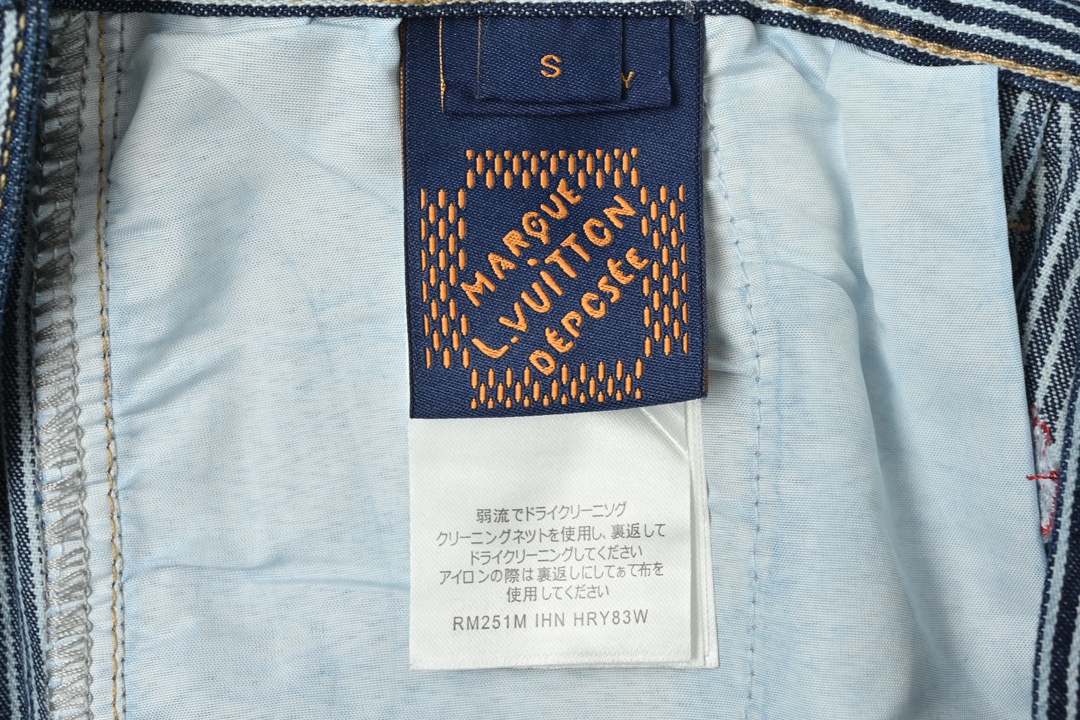 S
Y
MARQUE
L.VUiTTON
DÉPOSÉE
弱流でドライクリーニソグ
クリーニングネットを使用し、裏返して
ドライクリーニングしてください
アイロンの際は裏返しにしてぁて布を
使用してください
RM251M IHN HRY83W